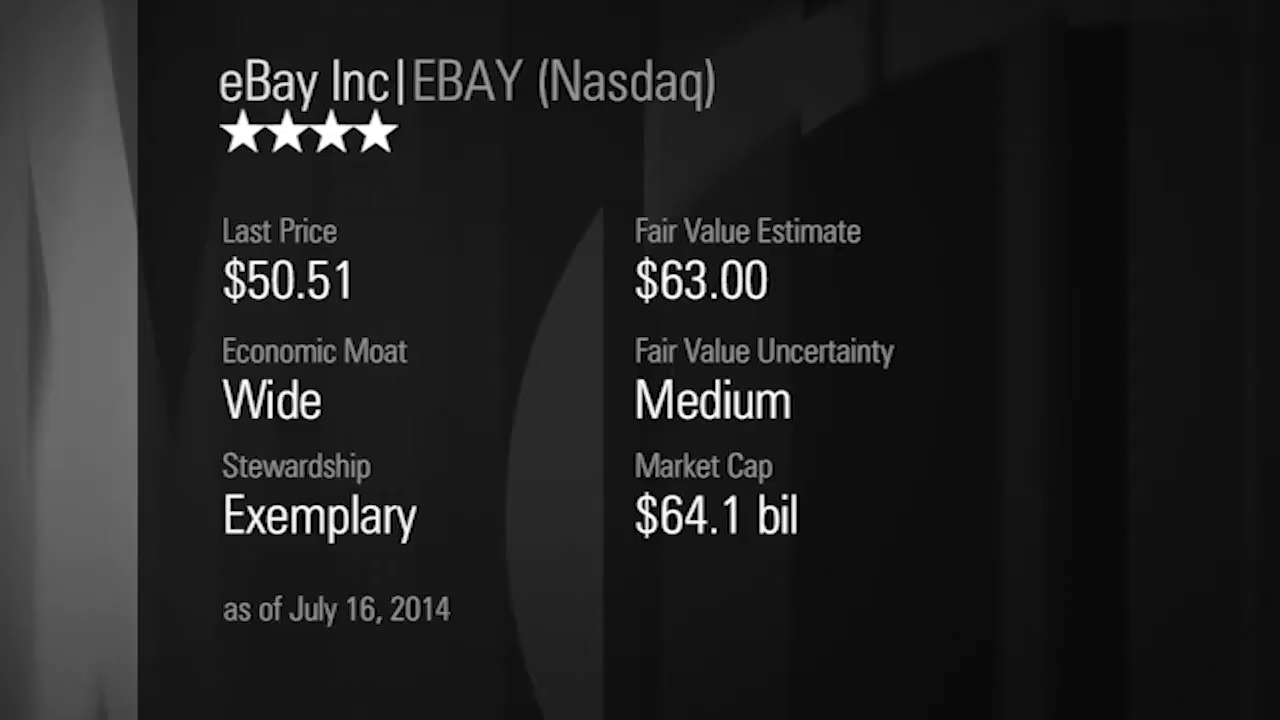 eBay Inc|EBAY (Nasdaq)
★★★★
Last Price
$50.51
Fair Value Estimate
$63.00
Economic Moat
Wide
Fair Value Uncertainty
Medium
Stewardship
Exemplary
Market Cap
$64.1 bil
as of July 16, 2014